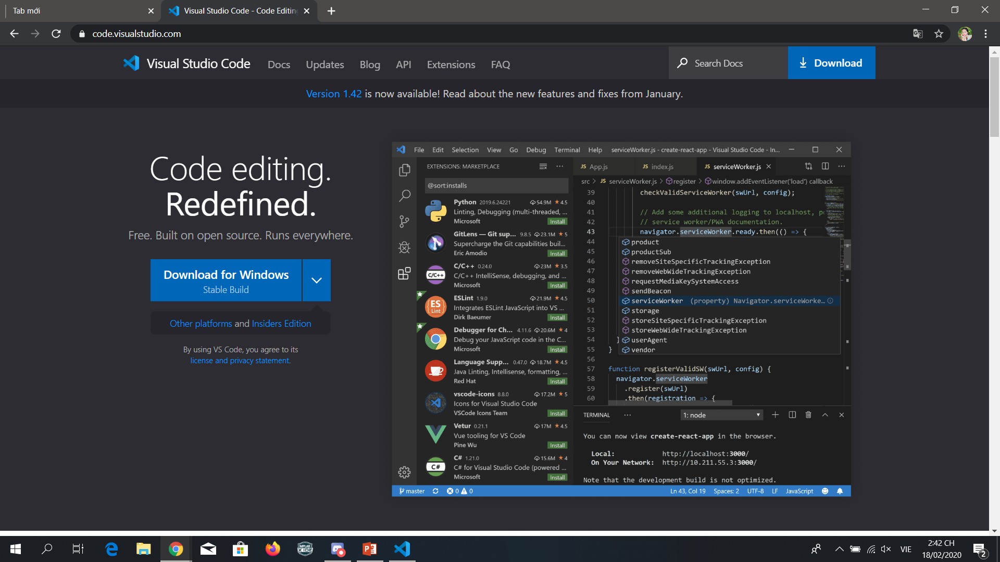 Tab mới
Visual Studio Code - Code Editing
code.visualstudio.com
Visual Studio Code
Docs
Updates
Blog
API
Extensions
FAQ
Search Docs
Download
Version 1.42 is now available! Read about the new features and fixes from January.
Code editing.
Redefined.
Free. Built on open source. Runs everywhere.
Download for Windows
Stable Build
Other platforms and Insiders Edition
By using VS Code, you agree to its
license and privacy statement.
File Edit Selection View Go Debug Terminal Help serviceWorker.js - create-react-app - Visual Studio Code - In...
EXTENSIONS: MARKETPLACE
@sort:installs
Python 2019.6.24221 54.9M 4.5
Linting, Debugging (multi-threaded, ...
Microsoft Install
GitLens — Git sup... 9.8.5 23.1M 5
Supercharge the Git capabilities buil...
Eric Amodio Install
C/C++
C/C++ 0.24.0 23M 3.5
C/C++ IntelliSense, debugging, and ...
Microsoft Install
ES
Lint
ESLint 1.9.0 21.9M 4.5
Integrates ESLint JavaScript into VS ...
Dirk Baeumer Install
Debugger for Ch... 4.11.6 20.6M 4
Debug your JavaScript code in the C...
Microsoft Install
Language Supp... 0.47.0 18.7M 4.5
Java Linting, Intellisense, formatting, ...
Red Hat Install
vscode-icons 8.8.0 17.2M 5
Icons for Visual Studio Code
VSCode Icons Team Install
Vetur 0.21.1 17M 4.5
Vue tooling for VS Code
Pine Wu Install
C#
C# 1.21.0 15.6M 4
C# for Visual Studio Code (powered ...
Microsoft Install
JS App.js
JS index.js
JS serviceWorker.js
src > JS serviceWorker.js > register > window.addEventListener('load') callback
39 checkValidServiceWorker(swUrl, config);
40
41 // Add some additional logging to localhost,
42 // service worker/PWA documentation.
43 navigator.serviceWorker.ready.then(() => {
44 product
45 productSub
46 removeSiteSpecificTrackingException
47 removeWebWideTrackingException
48 requestMediaKeySystemAccess
49 sendBeacon
50 serviceWorker (property) Navigator.serviceWorke...
51 storage
52 storeSiteSpecificTrackingException
53 storeWebWideTrackingException
54 } userAgent
55 } vendor
56
57 function registerValidSW(swUrl, config) {
58 navigator.serviceWorker
59 .register(swUrl)
60 .then(registration => {
TERMINAL ... 1: node
You can now view create-react-app in the browser.
Local: http://localhost:3000/
On Your Network: http://10.211.55.3:3000/
Note that the development build is not optimized.
master 0 0 Ln 43, Col 19 Spaces: 2 UTF-8 LF JavaScript
MPLAB
X IDE
VIE
2:42 CH
18/02/2020
2